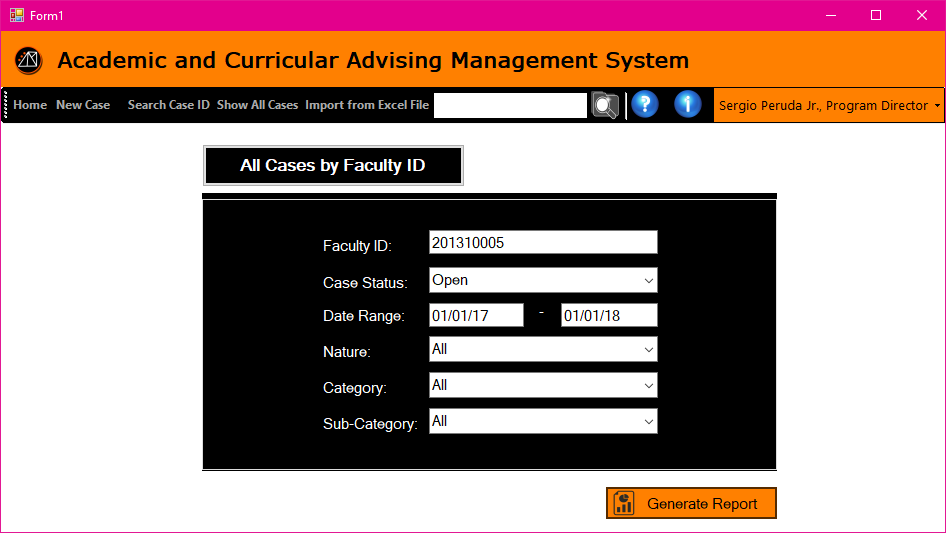 Form1
Academic and Curricular Advising Management System
Home New Case Search Case ID Show All Cases Import from Excel File ? i Sergio Peruda Jr., Program Director
All Cases by Faculty ID
Faculty ID: 201310005
Case Status: Open
Date Range: 01/01/17 - 01/01/18
Nature: All
Category: All
Sub-Category: All
Generate Report